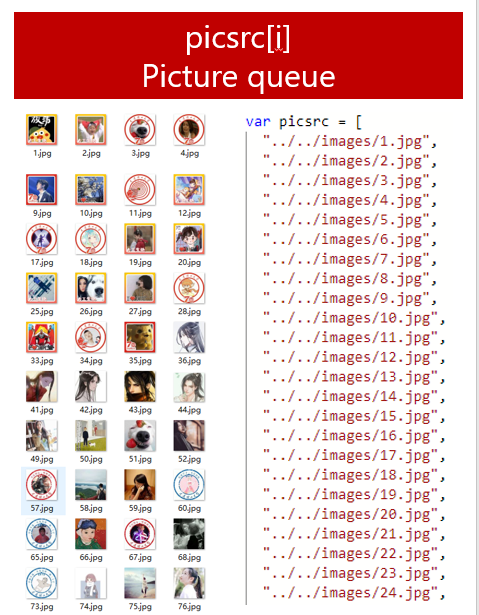 picsrc[i]
Picture queue
1.jpg 2.jpg 3.jpg 4.jpg
9.jpg 10.jpg 11.jpg 12.jpg
17.jpg 18.jpg 19.jpg 20.jpg
25.jpg 26.jpg 27.jpg 28.jpg
33.jpg 34.jpg 35.jpg 36.jpg
41.jpg 42.jpg 43.jpg 44.jpg
49.jpg 50.jpg 51.jpg 52.jpg
57.jpg 58.jpg 59.jpg 60.jpg
65.jpg 66.jpg 67.jpg 68.jpg
73.jpg 74.jpg 75.jpg 76.jpg
var picsrc = [
"../../images/1.jpg",
"../../images/2.jpg",
"../../images/3.jpg",
"../../images/4.jpg",
"../../images/5.jpg",
"../../images/6.jpg",
"../../images/7.jpg",
"../../images/8.jpg",
"../../images/9.jpg",
"../../images/10.jpg",
"../../images/11.jpg",
"../../images/12.jpg",
"../../images/13.jpg",
"../../images/14.jpg",
"../../images/15.jpg",
"../../images/16.jpg",
"../../images/17.jpg",
"../../images/18.jpg",
"../../images/19.jpg",
"../../images/20.jpg",
"../../images/21.jpg",
"../../images/22.jpg",
"../../images/23.jpg",
"../../images/24.jpg",